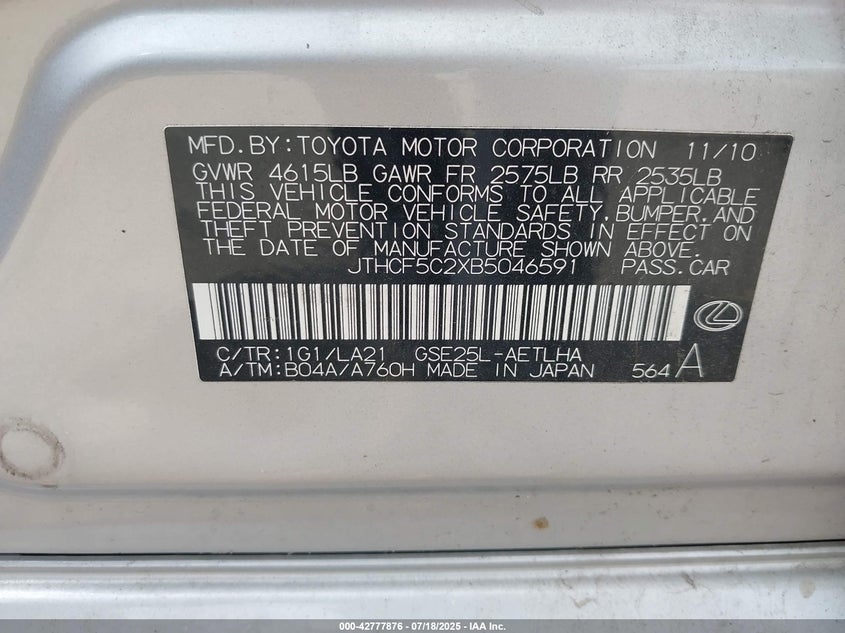 MFD.BY:TOYOTA MOTOR CORPORATION 11/10
GVWR 4615LB GAWR FR 2575LB RR 2535LB
THIS VEHICLE CONFORMS TO ALL APPLICABLE
FEDERAL MOTOR VEHICLE SAFETY,BUMPER,AND
THEFT PREVENTION STANDARDS IN EFFECT ON
THE DATE OF MANUFACTURE SHOWN ABOVE.
JTHCF5C2XB5046591 PASS.CAR
C/TR:1G1/LA21 GSE25L-AETLHA
A/TM:B04A/A760H MADE IN JAPAN 564 A
000-42777876 / 07/18/2025 - IAA Inc.